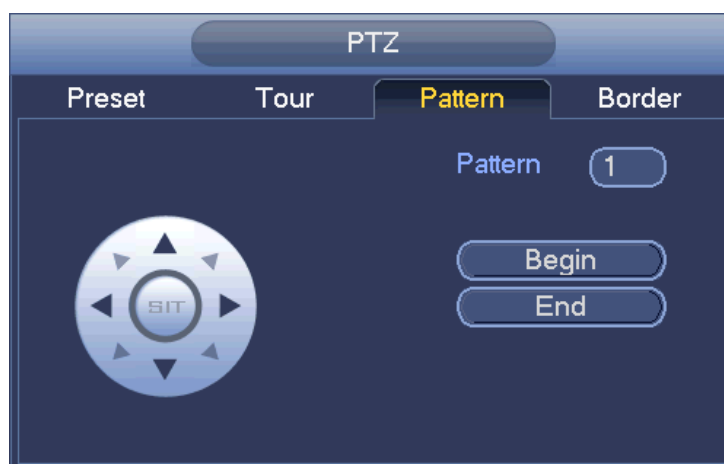 PTZ
Preset Tour Pattern Border
Pattern 1
Begin
SIT
End